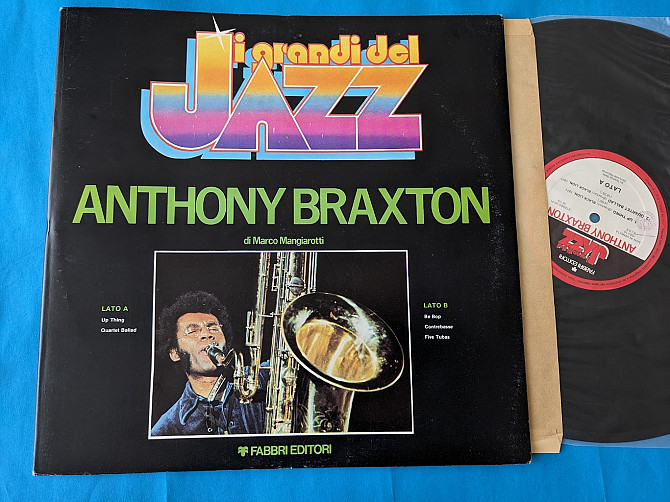 i grandi del
JAZZ
ANTHONY BRAXTON
di Marco Mangiarotti
LATO A
Up Thing
Quartet Ballad
LATO B
Be Bop
Contrebasse
Five Tubas
FABBRI EDITORI
FABBRI EDITORI
JAZZ
ANTHONY BRAXTON
LATO A